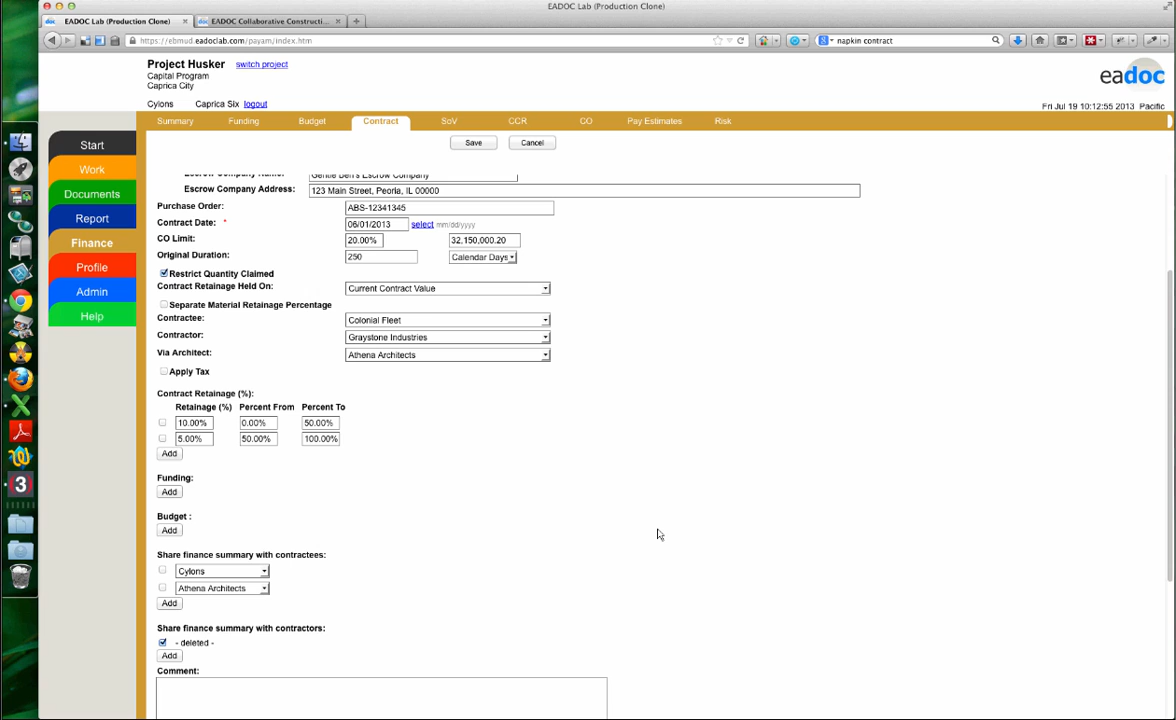 EADOC Lab (Production Clone)
EADOC Lab (Production Clone) × EADOC Collaborative Constructi... × +
https://ebmud.eadoclab.com/payam/index.htm
napkin contract
Project Husker switch project
Capital Program
Caprica City
Cylons Caprica Six logout
eadoc
Fri Jul 19 10:12:55 2013 Pacific
Summary Funding Budget Contract SoV CCR CO Pay Estimates Risk
Save Cancel
Start
Work
Documents
Report
Finance
Profile
Admin
Help
Escrow Company Address: 123 Main Street, Peoria, IL 00000
Purchase Order: ABS-12341345
Contract Date: * 06/01/2013 select mm/dd/yyyy
CO Limit: 20.00% 32,150,000.20
Original Duration: 250 Calendar Days
Restrict Quantity Claimed
Contract Retainage Held On: Current Contract Value
Separate Material Retainage Percentage
Contractee: Colonial Fleet
Contractor: Graystone Industries
Via Architect: Athena Architects
Apply Tax
Contract Retainage (%):
Retainage (%) Percent From Percent To
10.00% 0.00% 50.00%
5.00% 50.00% 100.00%
Add
Funding:
Add
Budget :
Add
Share finance summary with contractees:
Cylons
Athena Architects
Add
Share finance summary with contractors:
- deleted -
Add
Comment:
3